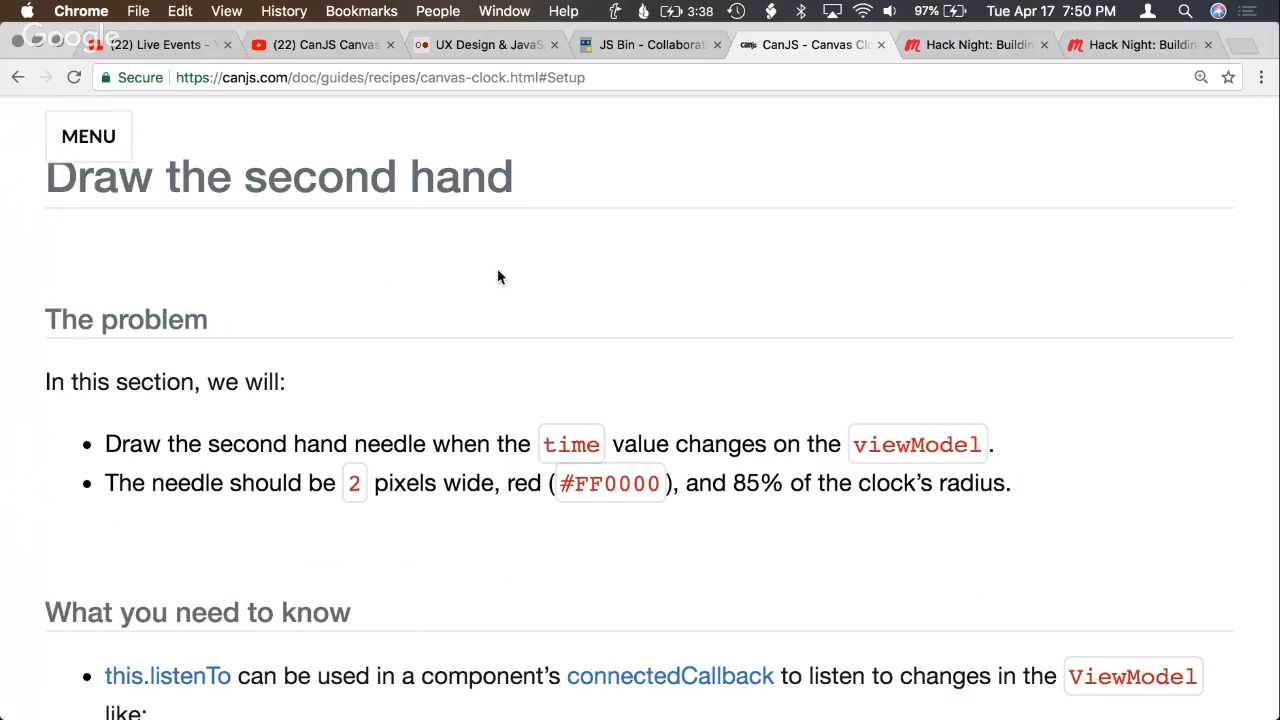 Chrome File Edit View History Bookmarks People Window Help 3:38 97% Tue Apr 17 7:50 PM
Google
(22) Live Events - (22) CanJS Canvas UX Design & Java JS Bin - Collaborati CanJS - Canvas Clo Hack Night: Building Hack Night: Buildin
Secure https://canjs.com/doc/guides/recipes/canvas-clock.html#Setup
MENU
Draw the second hand
The problem
In this section, we will:
• Draw the second hand needle when the time value changes on the viewModel.
• The needle should be 2 pixels wide, red (#FF0000), and 85% of the clock’s radius.
What you need to know
• this.listenTo can be used in a component’s connectedCallback to listen to changes in the ViewModel
like: